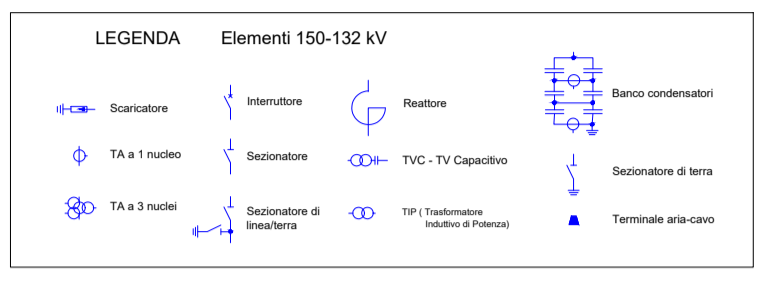 LEGENDA Elementi 150-132 kV
Scaricatore
Interruttore
Reattore
Banco condensatori
TA a 1 nucleo
Sezionatore
TVC - TV Capacitivo
Sezionatore di terra
TA a 3 nuclei
Sezionatore di
linea/terra
TIP ( Trasformatore
Induttivo di Potenza)
Terminale aria-cavo